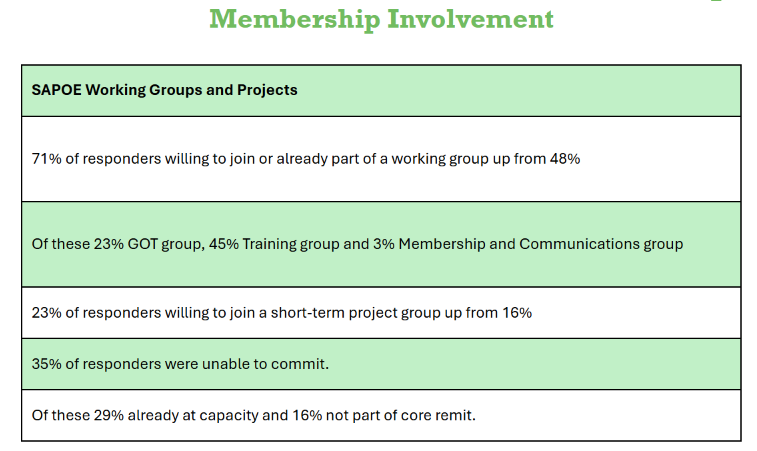 Membership Involvement
SAPOE Working Groups and Projects
71% of responders willing to join or already part of a working group up from 48%
Of these 23% GOT group, 45% Training group and 3% Membership and Communications group
23% of responders willing to join a short-term project group up from 16%
35% of responders were unable to commit.
Of these 29% already at capacity and 16% not part of core remit.